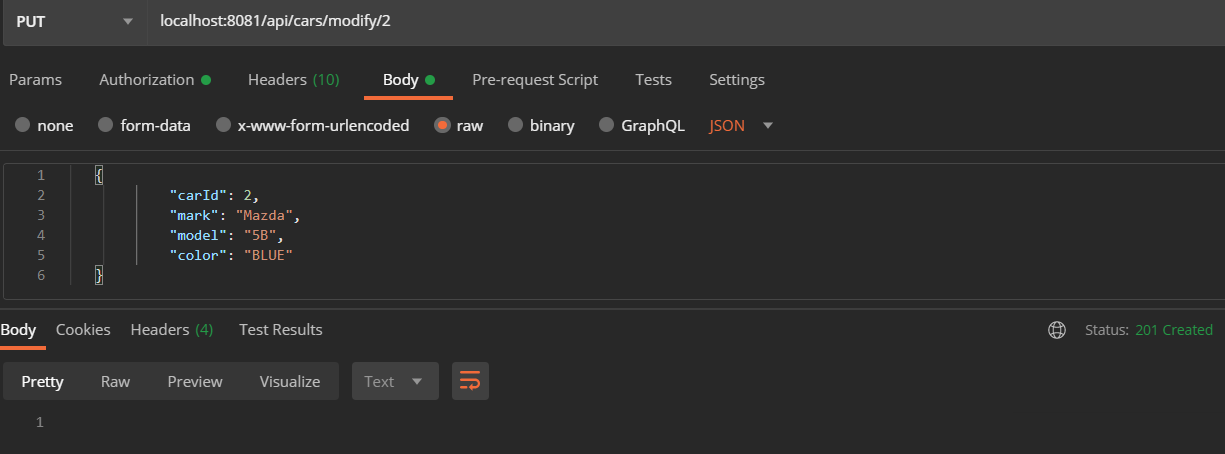 PUT localhost:8081/api/cars/modify/2
Params Authorization Headers (10) Body Pre-request Script Tests Settings
none form-data x-www-form-urlencoded raw binary GraphQL JSON
1 {
2 "carId": 2,
3 "mark": "Mazda",
4 "model": "5B",
5 "color": "BLUE"
6 }
Body Cookies Headers (4) Test Results Status: 201 Created
Pretty Raw Preview Visualize Text
1